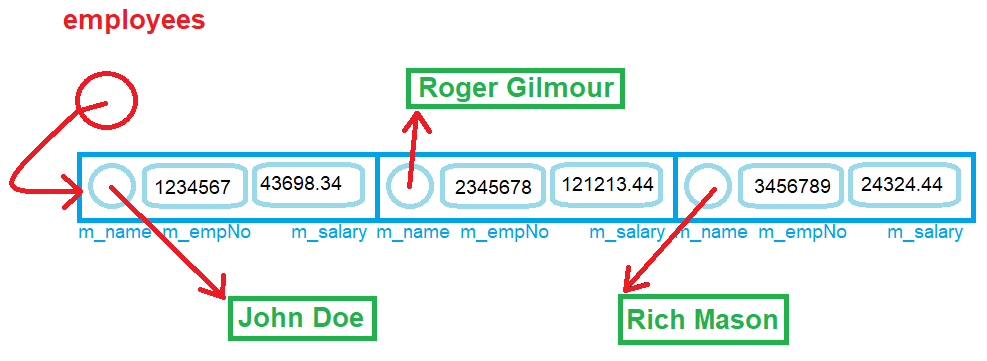 employees
Roger Gilmour
1234567 43698.34 2345678 121213.44 3456789 24324.44
m_name m_empNo m_salary m_name m_empNo m_salary m_name m_empNo m_salary
John Doe
Rich Mason